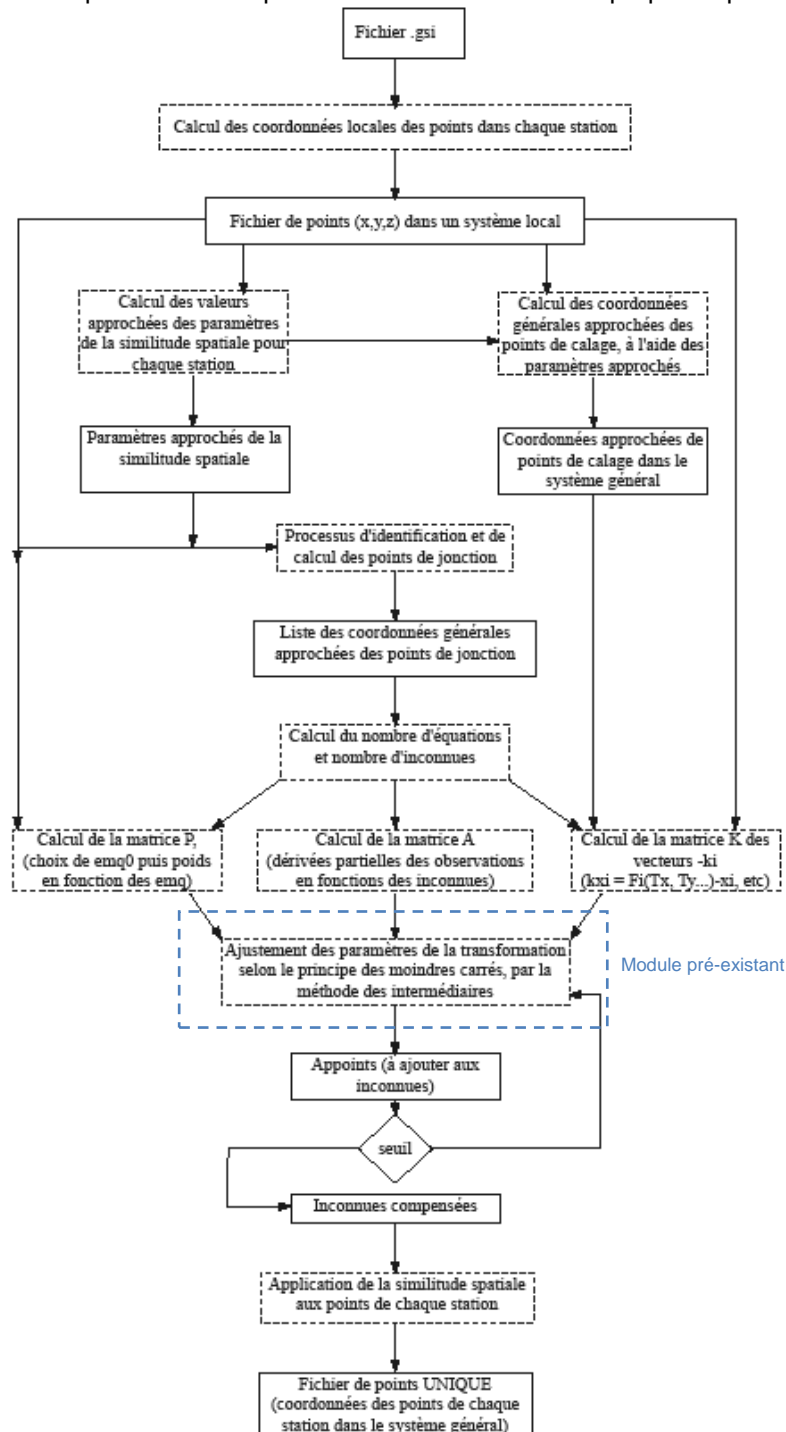 Fichier .gsi
Calcul des coordonnées locales des points dans chaque station
Fichier de points (x,y,z) dans un système local
Calcul des valeurs
approchées des paramètres
de la similitude spatiale pour
chaque station
Calcul des coordonnées
générales approchées des
points de calage, à l'aide des
paramètres approchés
Paramètres approchés de la
similitude spatiale
Coordonnées approchées de
points de calage dans le
système général
Processus d'identification et de
calcul des points de jonction
Liste des coordonnées générales
approchées des points de jonction
Calcul du nombre d'équations
et nombre d'inconnues
Calcul de la matrice P,
(choix de emq0 puis poids
en fonction des emq)
Calcul de la matrice A
(dérivées partielles des observations
en fonctions des inconnues)
Calcul de la matrice K des
vecteurs -ki
(kxi = Fi(Tx, Ty...)-xi, etc)
Ajustement des paramètres de la transformation
selon le principe des moindres carrés, par la
méthode des intermédiaires
Module pré-existant
Appoints (à ajouter aux
inconnues)
seuil
Inconnues compensées
Application de la similitude spatiale
aux points de chaque station
Fichier de points UNIQUE
(coordonnées des points de chaque
station dans le système général)